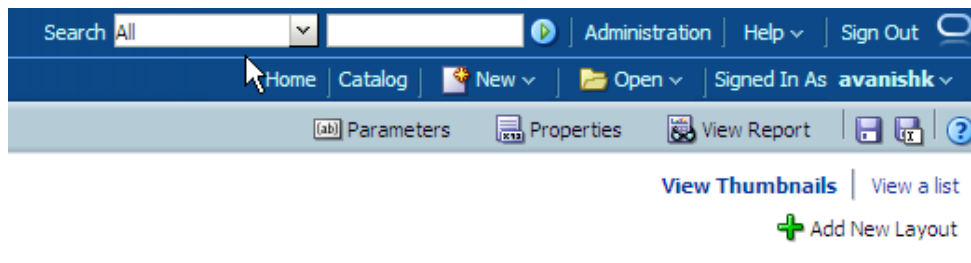 Search All Administration Help Sign Out
Home Catalog New Open Signed In As avanishk
Parameters Properties View Report
View Thumbnails View a list
Add New Layout